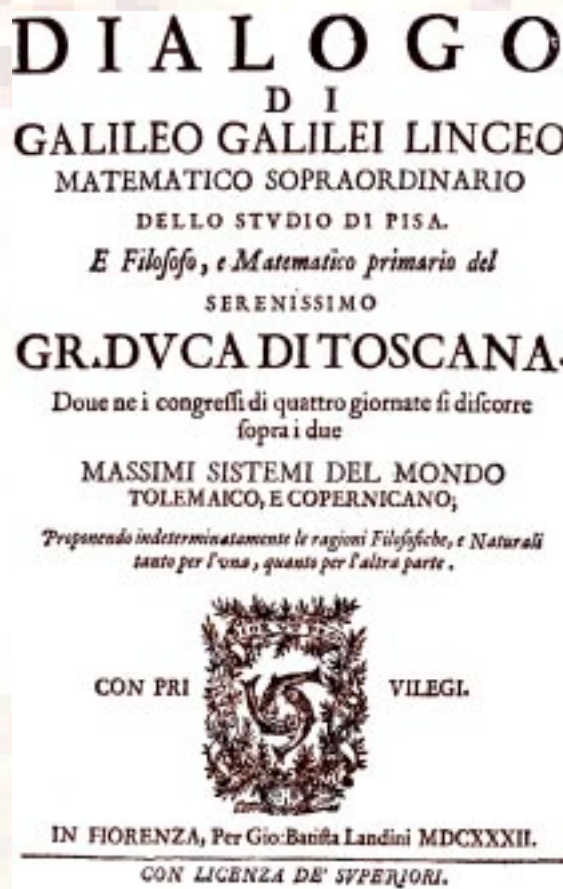 DIALOGO
DI
GALILEO GALILEI LINCEO
MATEMATICO SOPRAORDINARIO
DELLO STVDIO DI PISA.
E Filoſofo, e Matematico primario del
SERENISSIMO
GR.DVCA DI TOSCANA.
Doue ne i congreſſi di quattro giornate ſi diſcorre
ſopra i due
MASSIMI SISTEMI DEL MONDO
TOLEMAICO, E COPERNICANO;
Proponendo indeterminatamente le ragioni Filoſofiche, e Naturali
tanto per l'vna, quanto per l'altra parte.
CON PRI VILEGI.
IN FIORENZA, Per Gio:Batiſta Landini MDCXXXII.
CON LICENZA DE' SVPERIORI.